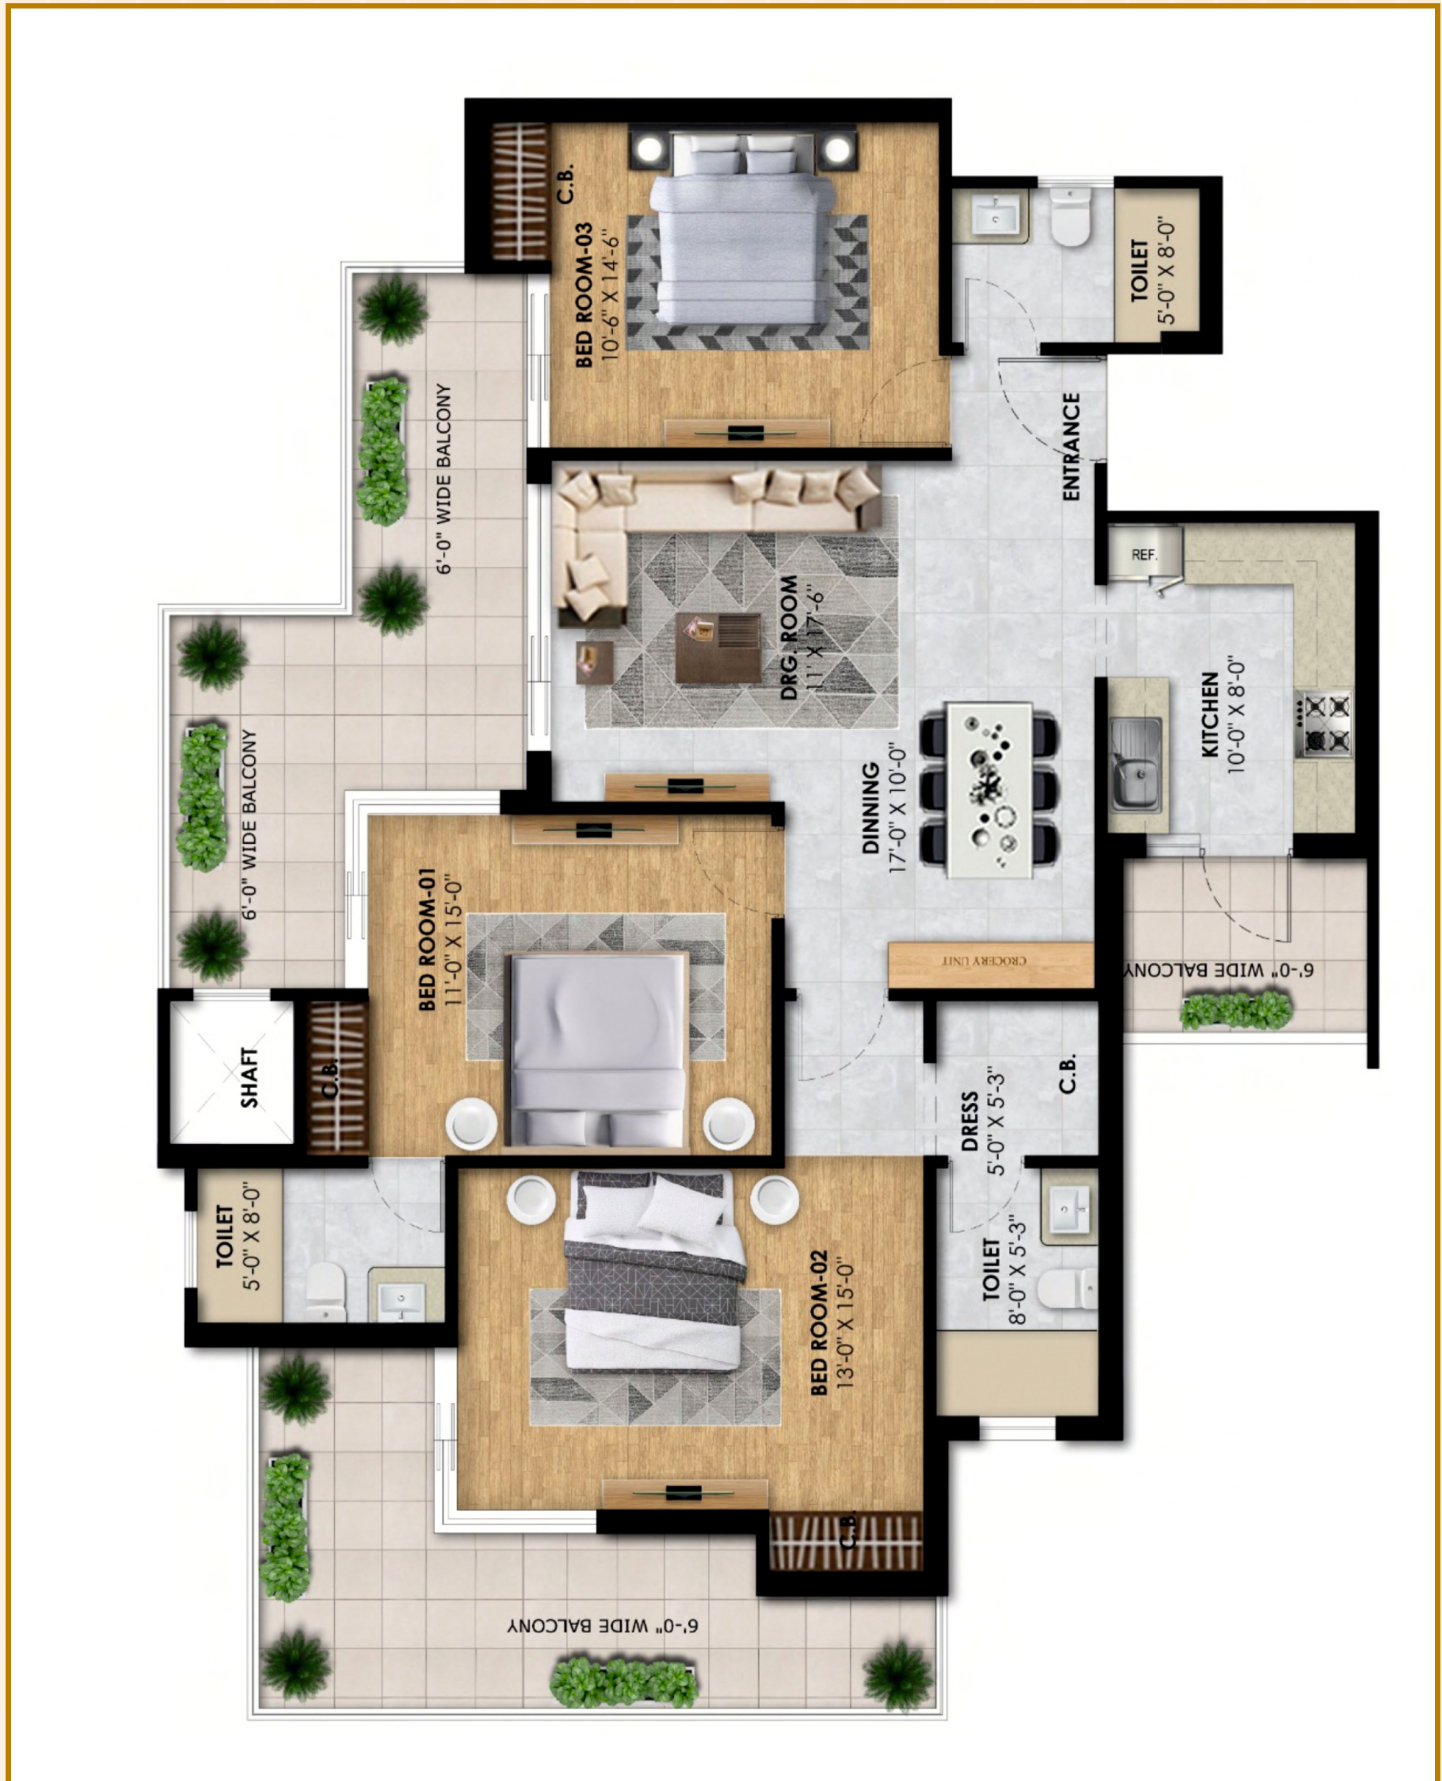 C.B.
BED ROOM-03
10'-6" X 14'-6"
TOILET
5'-0" X 8'-0"
6'-0" WIDE BALCONY
ENTRANCE
REF.
DRG. ROOM
11' X 17'-6"
KITCHEN
10'-0" X 8'-0"
6'-0" WIDE BALCONY
DINNING
17'-0" X 10'-0"
BED ROOM-01
11'-0" X 15'-0"
CROCERY UNIT
6'-0" WIDE BALCONY
SHAFT
C.B.
DRESS
5'-0" X 5'-3"
C.B.
TOILET
5'-0" X 8'-0"
TOILET
8'-0" X 5'-3"
BED ROOM-02
13'-0" X 15'-0"
C.B.
6'-0" WIDE BALCONY